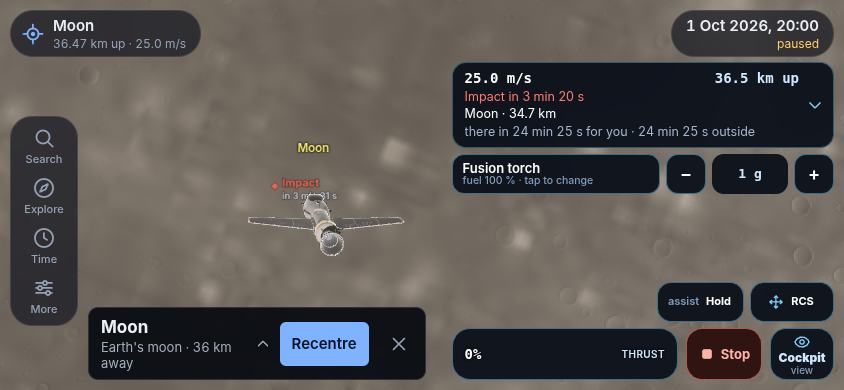 Moon
36.47 km up · 25.0 m/s
1 Oct 2026, 20:00
paused
25.0 m/s 36.5 km up
Impact in 3 min 20 s
Moon · 34.7 km
there in 24 min 25 s for you · 24 min 25 s outside
Fusion torch
fuel 100 % · tap to change
− 1 g +
Search
Explore
Time
More
Moon
Impact
in 3 s
assist Hold
RCS
Moon
Earth's moon · 36 km
away
Recentre
0% THRUST
Stop
Cockpit
view